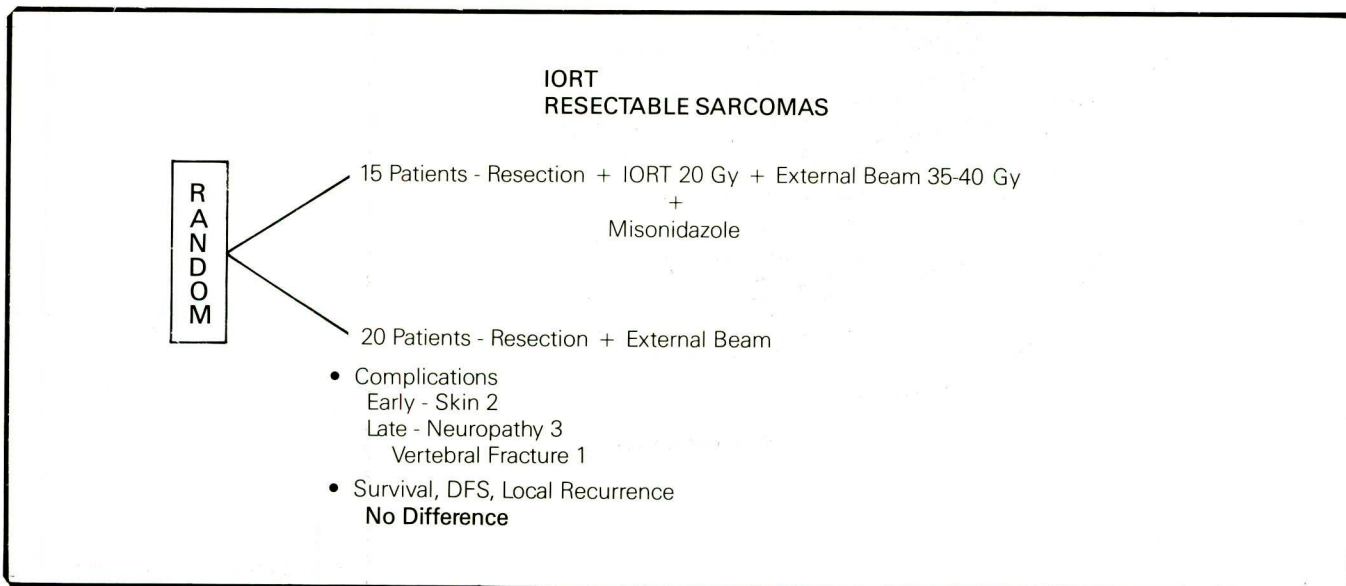 IORT
RESECTABLE SARCOMAS
RANDOM
15 Patients - Resection + IORT 20 Gy + External Beam 35-40 Gy
+
Misonidazole
20 Patients - Resection + External Beam
• Complications
Early - Skin 2
Late - Neuropathy 3
Vertebral Fracture 1
• Survival, DFS, Local Recurrence
No Difference